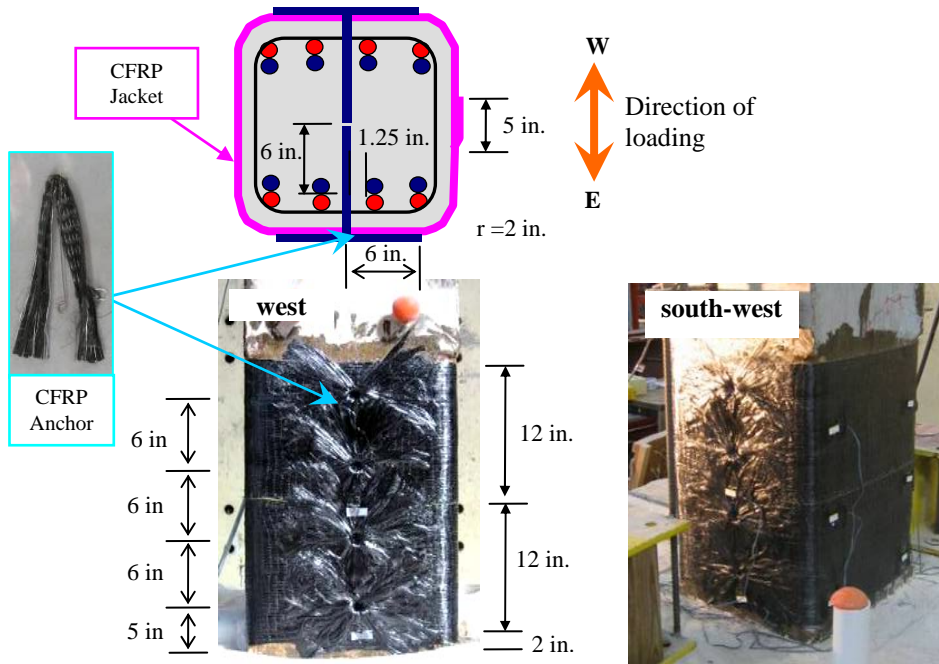 CFRP
Jacket
W
Direction of
loading
E
5 in.
1.25 in.
6 in.
r =2 in.
6 in.
CFRP
Anchor
west
south-west
6 in
6 in
6 in
5 in
12 in.
12 in.
2 in.